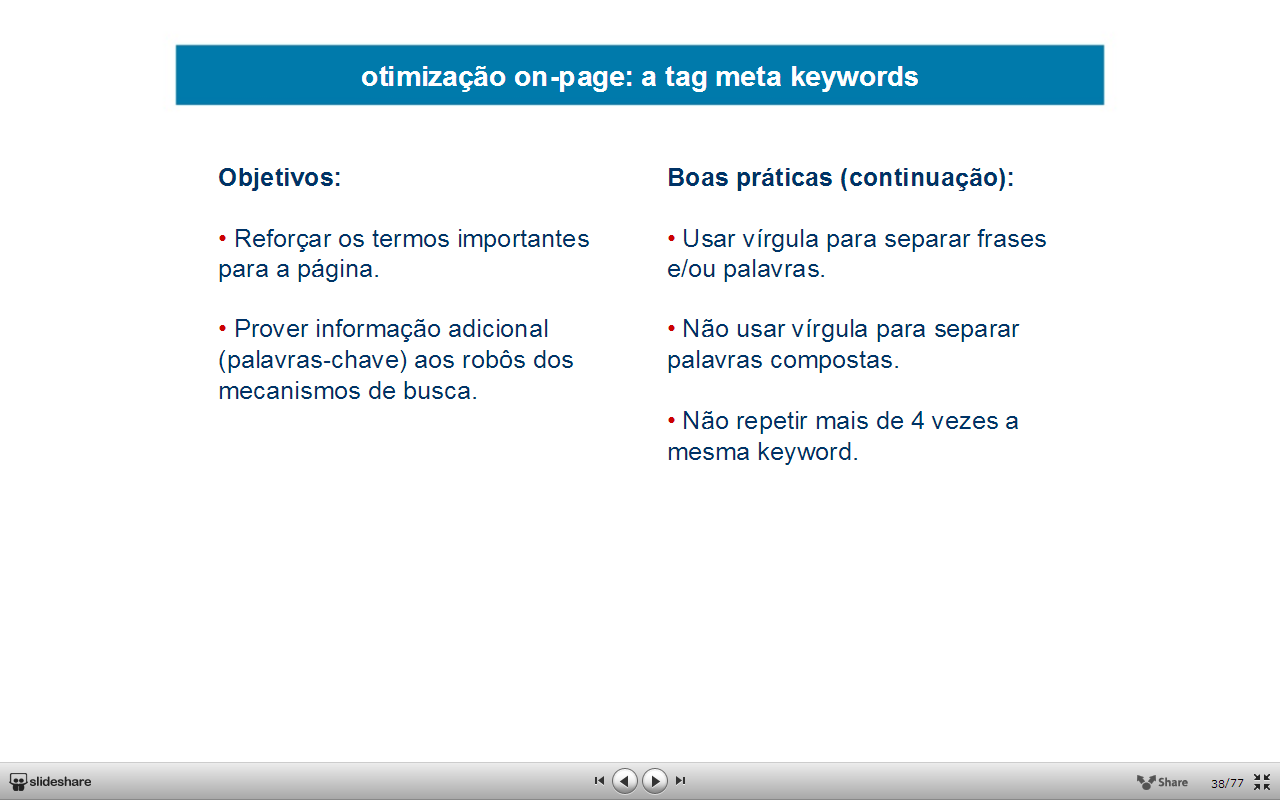 otimização on-page: a tag meta keywords
Objetivos:
• Reforçar os termos importantes
para a página.
• Prover informação adicional
(palavras-chave) aos robôs dos
mecanismos de busca.
Boas práticas (continuação):
• Usar vírgula para separar frases
e/ou palavras.
• Não usar vírgula para separar
palavras compostas.
• Não repetir mais de 4 vezes a
mesma keyword.
slideshare
Share
38/77